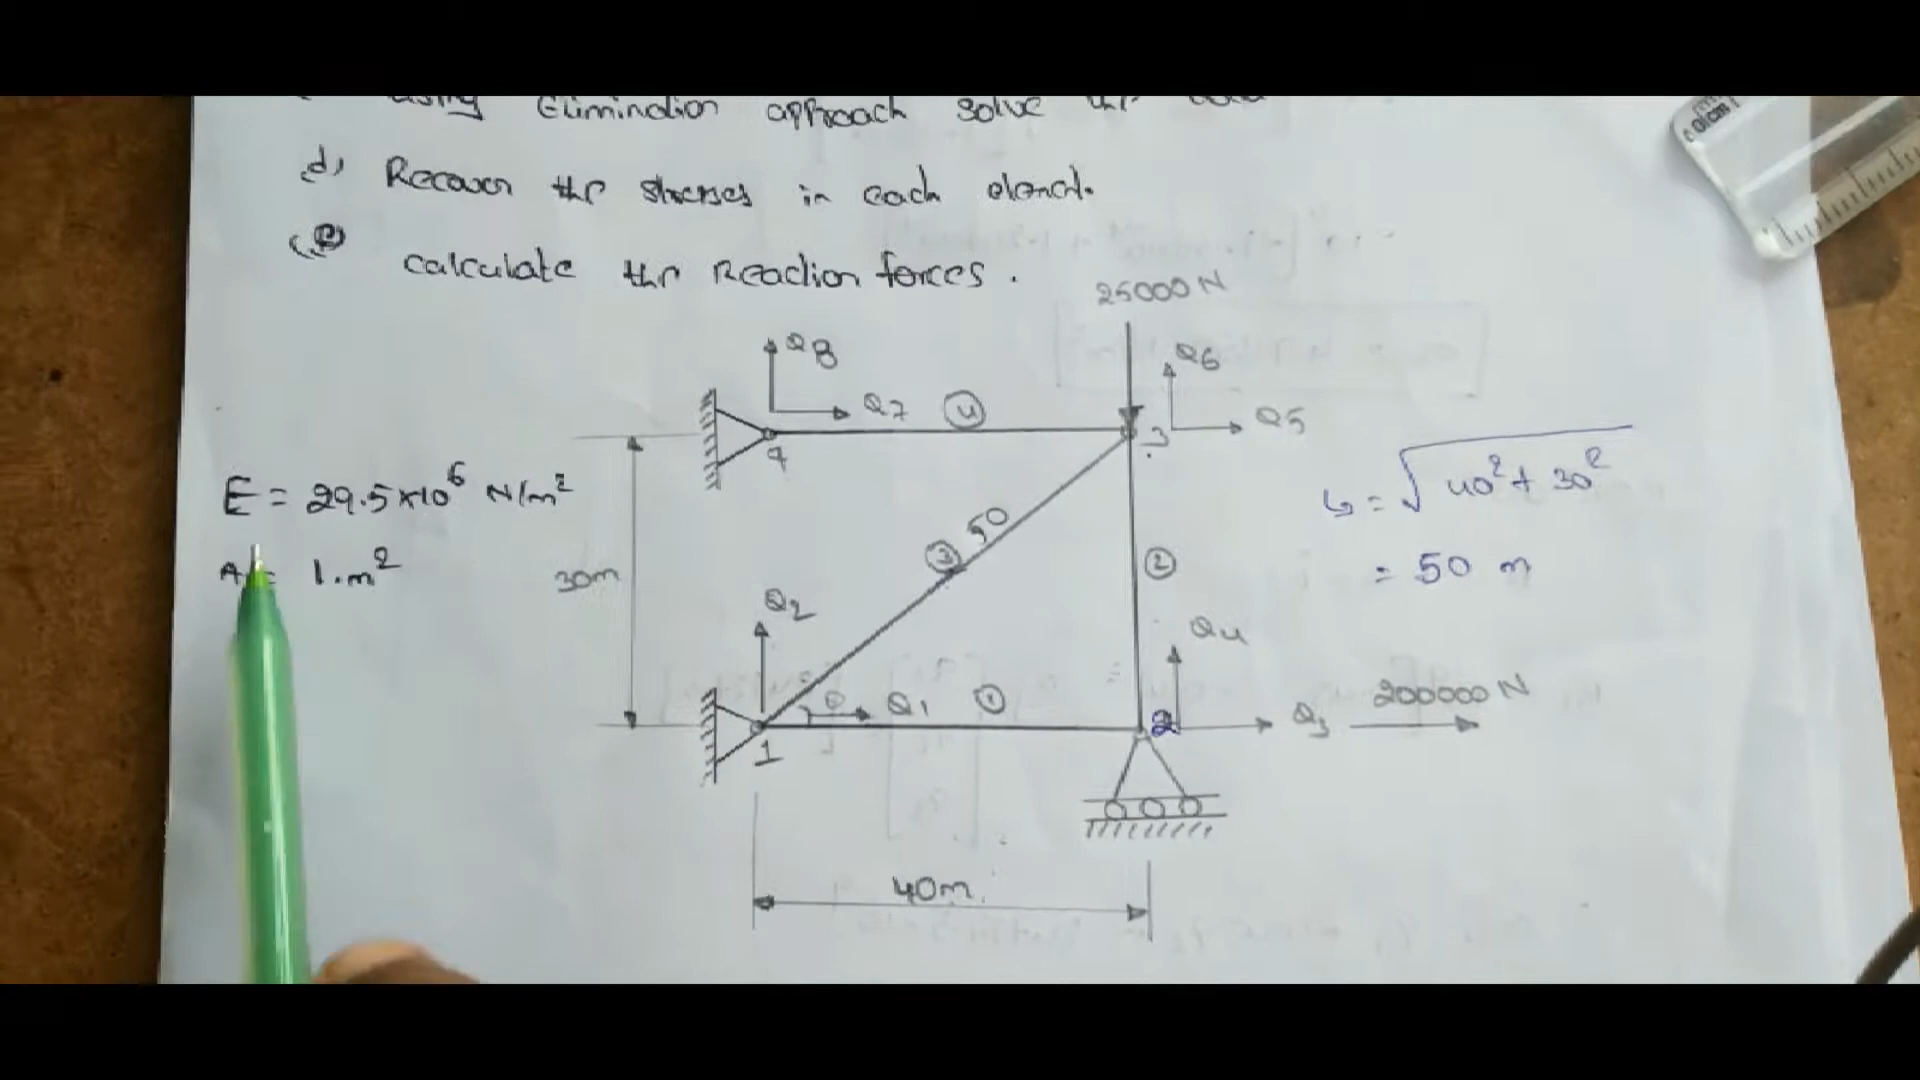 Elimination approach solve
d) Recover the stresses in each element.
(e) calculate the Reaction forces.
25000 N
Q8
Q6
Q7
4
Q5
4
3
E = 29.5×10⁶ N/m²
= √40²+30²
50
3
2
A = 1.m²
30m
= 50 m
Q2
Q4
θ
Q1
1
200000 N
2
Q3
1
40m.